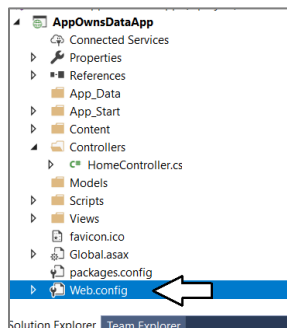 AppOwnsDataApp
Connected Services
Properties
References
App_Data
App_Start
Content
Controllers
C# HomeController.cs
Models
Scripts
Views
favicon.ico
Global.asax
packages.config
Web.config
Solution Explorer Team Explorer